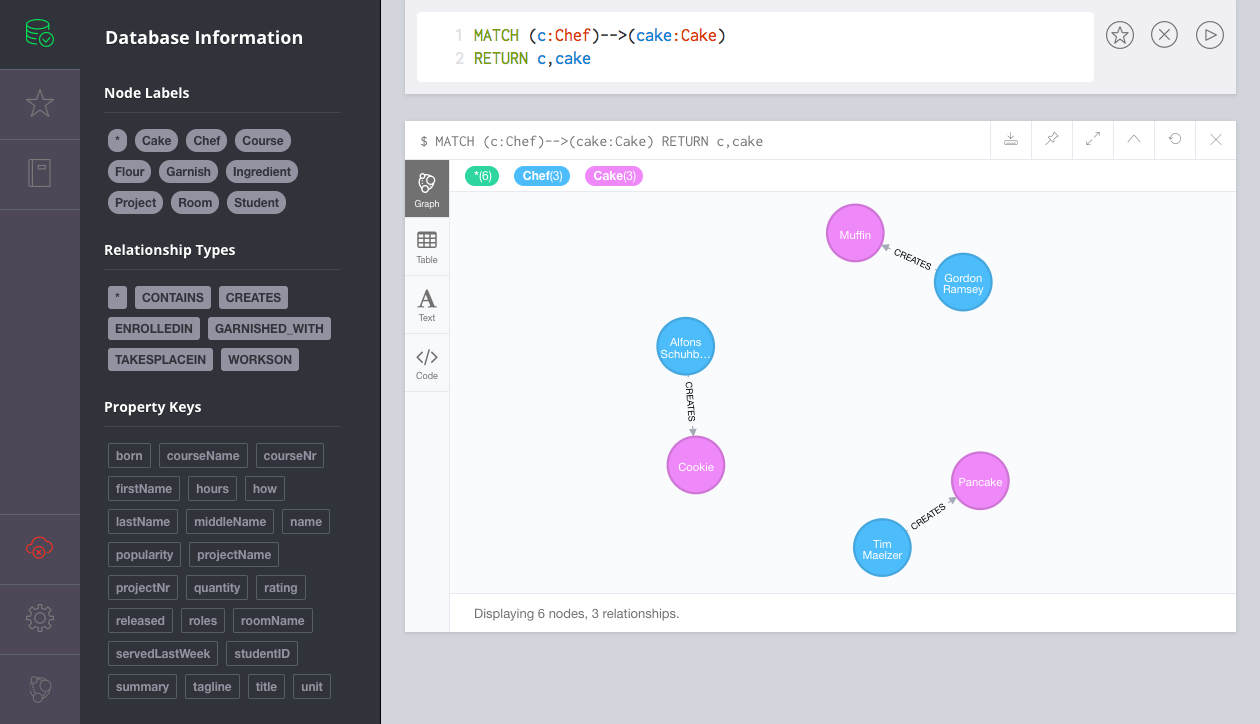 Database Information
Node Labels
* Cake Chef Course
Flour Garnish Ingredient
Project Room Student
Relationship Types
* CONTAINS CREATES
ENROLLEDIN GARNISHED_WITH
TAKESPLACEIN WORKSON
Property Keys
born courseName courseNr
firstName hours how
lastName middleName name
popularity projectName
projectNr quantity rating
released roles roomName
servedLastWeek studentID
summary tagline title unit
1 MATCH (c:Chef)-->(cake:Cake)
2 RETURN c,cake
$ MATCH (c:Chef)-->(cake:Cake) RETURN c,cake
Graph
Table
Text
Code
*(6) Chef(3) Cake(3)
Muffin
CREATES
Gordon
Ramsey
Alfons
Schuhb...
CREATES
Cookie
Pancake
CREATES
Tim
Maelzer
Displaying 6 nodes, 3 relationships.